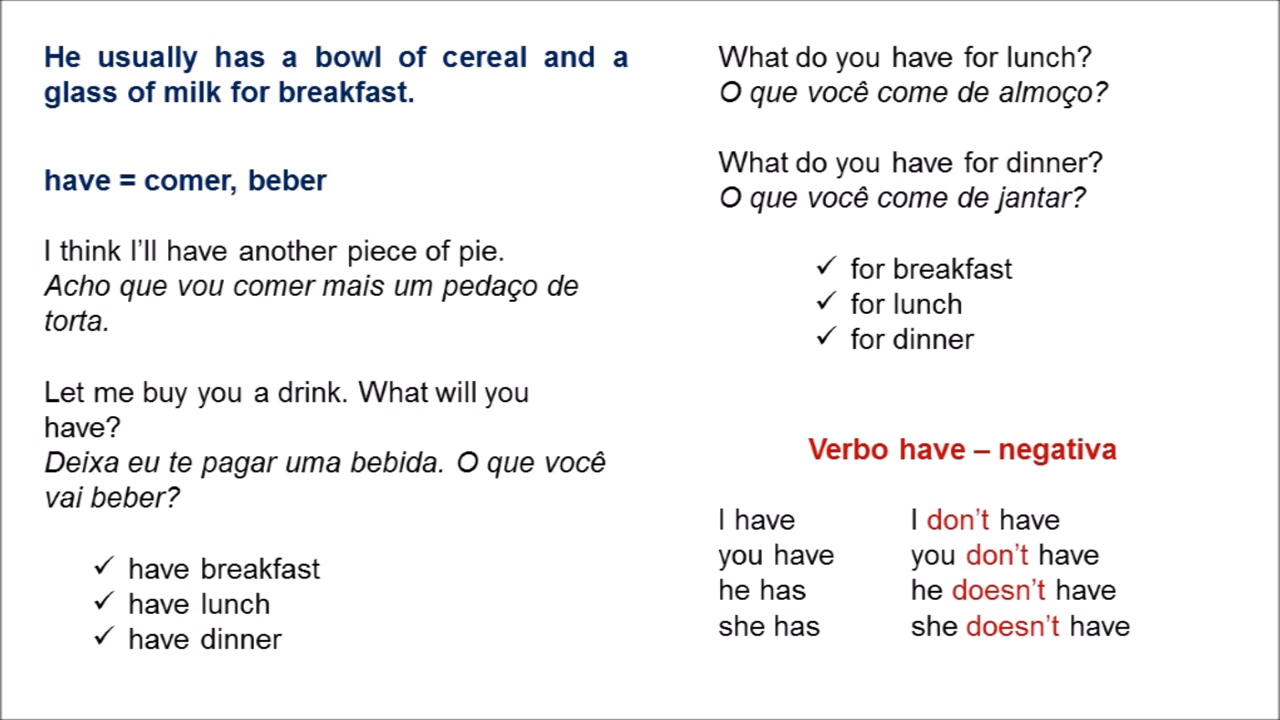 He usually has a bowl of cereal and a
glass of milk for breakfast.
have = comer, beber
I think I'll have another piece of pie.
Acho que vou comer mais um pedaço de
torta.
Let me buy you a drink. What will you
have?
Deixa eu te pagar uma bebida. O que você
vai beber?
✓ have breakfast
✓ have lunch
✓ have dinner
What do you have for lunch?
O que você come de almoço?
What do you have for dinner?
O que você come de jantar?
✓ for breakfast
✓ for lunch
✓ for dinner
Verbo have – negativa
I have I don't have
you have you don't have
he has he doesn't have
she has she doesn't have